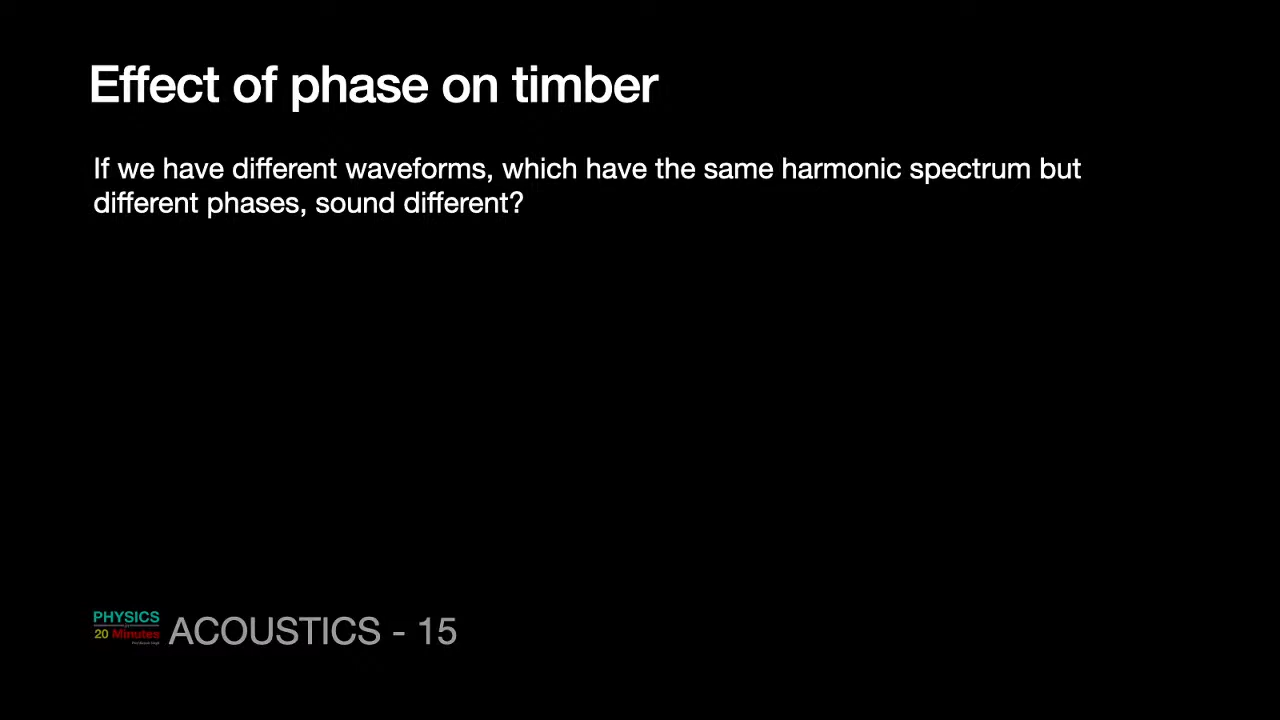 Effect of phase on timber
If we have different waveforms, which have the same harmonic spectrum but
different phases, sound different?
PHYSICS
20 Minutes
ACOUSTICS - 15